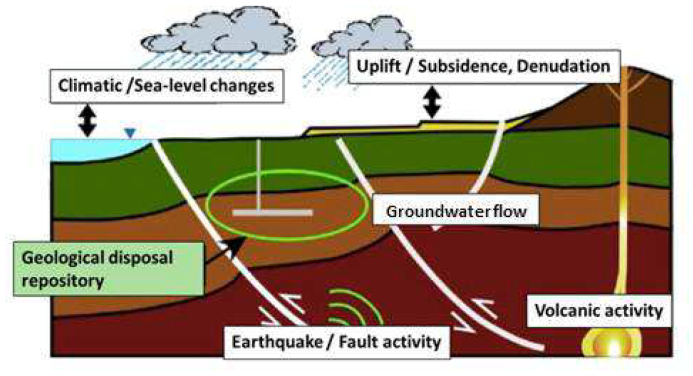 Climatic /Sea-level changes
Uplift / Subsidence, Denudation
Groundwater flow
Geological disposal
repository
Volcanic activity
Earthquake / Fault activity